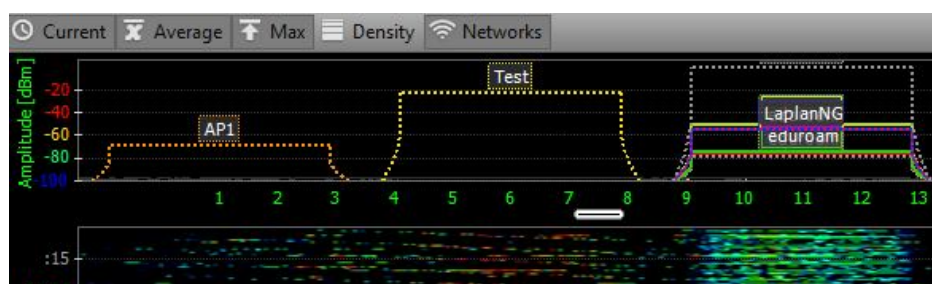 Current Average Max Density Networks
Amplitude [dBm]
-20
-40
-60
-80
-100
Test
AP1
LaplanNG
eduroam
1 2 3 4 5 6 7 8 9 10 11 12 13
:15